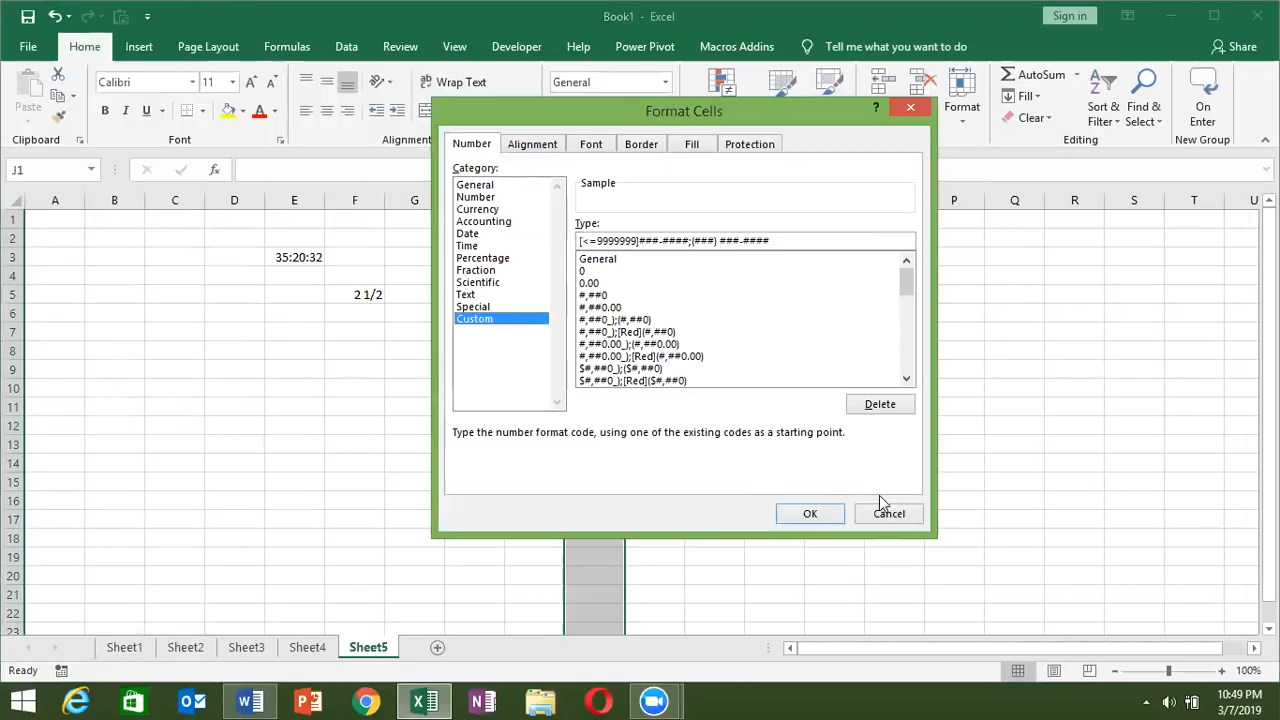 Book1 - Excel
Sign in
File Home Insert Page Layout Formulas Data Review View Developer Help Power Pivot Macros Addins Tell me what you want to do Share
Calibri 11 Wrap Text General AutoSum
Paste Fill
B I U Clear Format Sort & Filter Find & Select On Enter
Clipboard Font Alignment Editing New Group
J1 fx
Format Cells
?
Number Alignment Font Border Fill Protection
Category:
General
Number
Currency
Accounting
Date
Time
Percentage
Fraction
Scientific
Text
Special
Custom
Sample
Type:
[<=9999999]###-####;(###) ###-####
General
0
0.00
#,##0
#,##0.00
#,##0_);(#,##0)
#,##0_);[Red](#,##0)
#,##0.00_);(#,##0.00)
#,##0.00_);[Red](#,##0.00)
$#,##0_);($#,##0)
$#,##0_);[Red]($#,##0)
Delete
Type the number format code, using one of the existing codes as a starting point.
OK Cancel
A B C D E F G P Q R S T U
1
2
3 35:20:32
4
5 2 1/2
6
7
8
9
10
11
12
13
14
15
16
17
18
19
20
21
22
23
Sheet1 Sheet2 Sheet3 Sheet4 Sheet5
Ready 100%
10:49 PM
3/7/2019